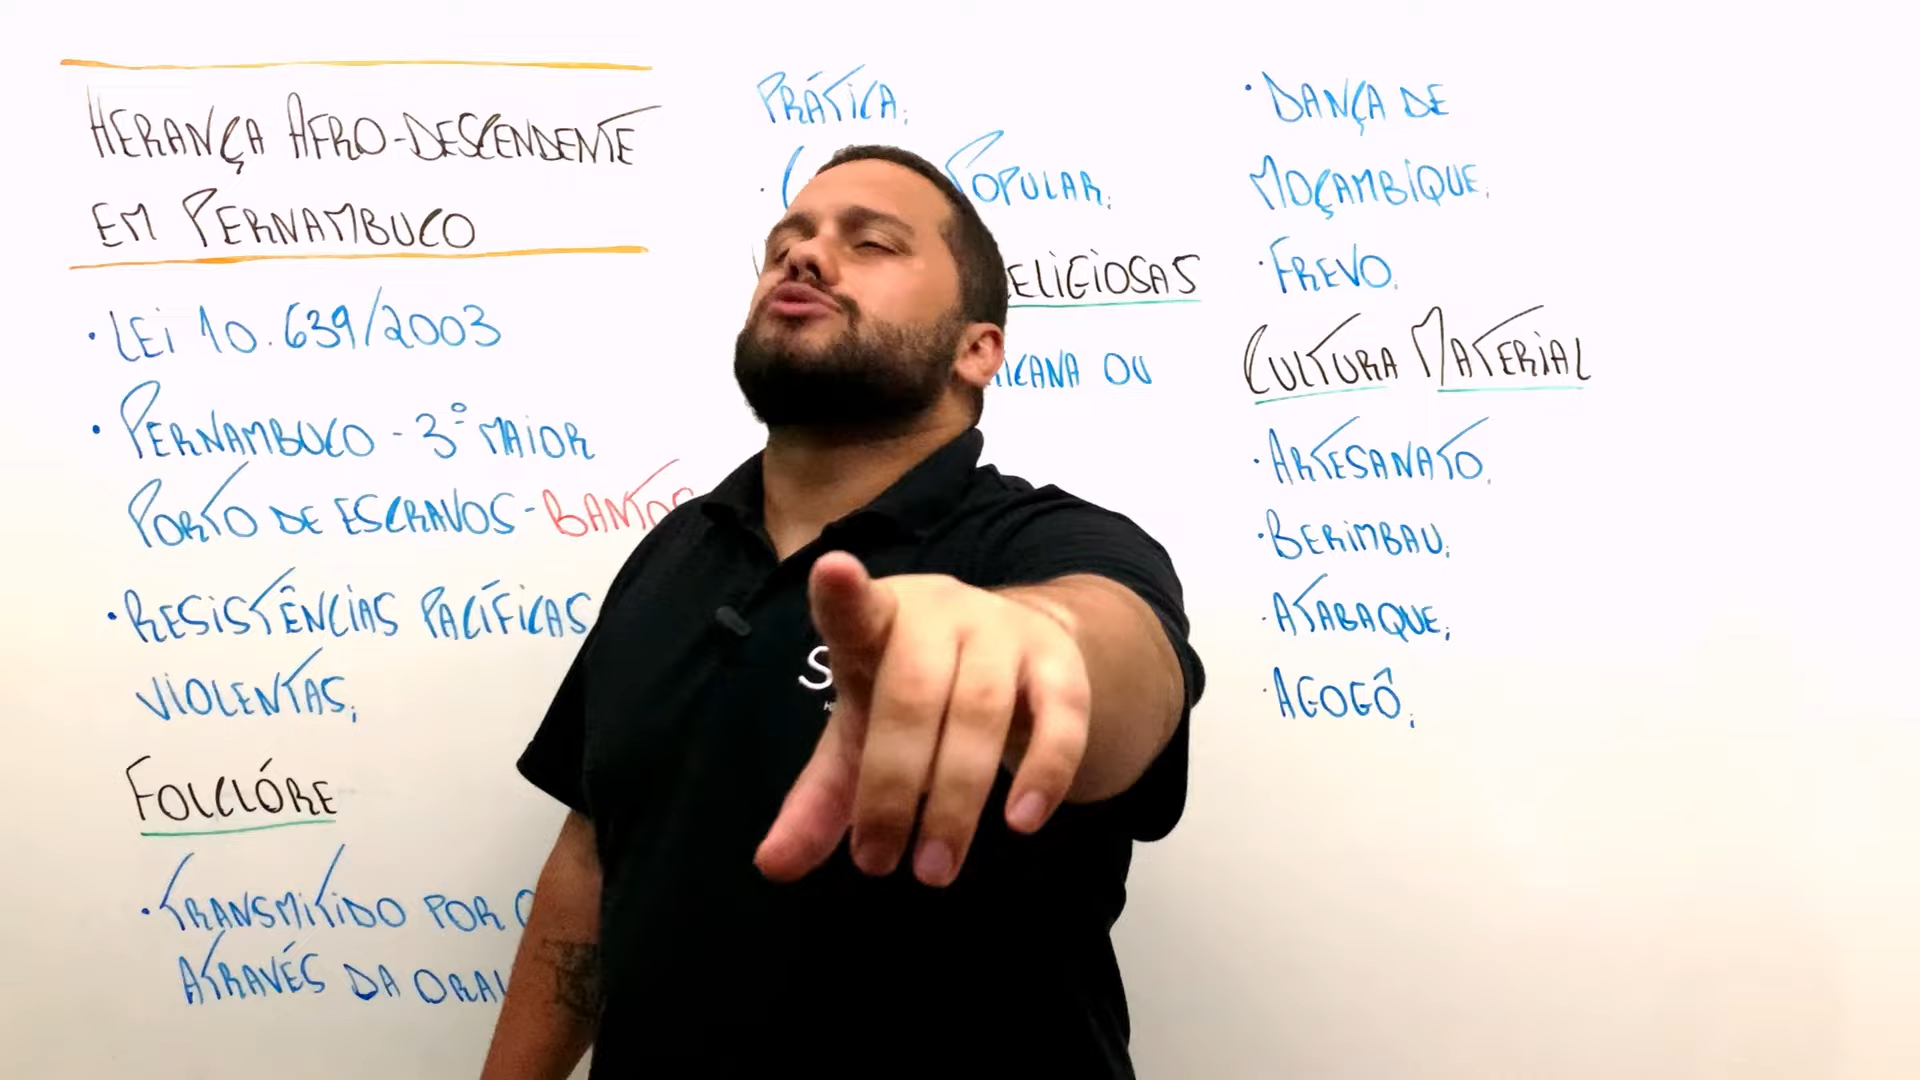 HERANÇA AFRO-DESCENDENTE
EM PERNAMBUCO
• LEI 10.639/2003
• PERNAMBUCO - 3º MAIOR
PORTO DE ESCRAVOS - BANTOS
• RESISTÊNCIAS PACÍFICAS
VIOLENTAS;
FOLCLÓRE
• TRANSMITIDO POR
ATRAVÉS DA ORAL
PRÁTICA;
POPULAR;
ELIGIOSAS
ICANA OU
• DANÇA DE
MOÇAMBIQUE;
• FREVO.
CULTURA MATERIAL
• ARTESANATO.
• BERIMBAU;
• ATABAQUE;
• AGOGÔ;